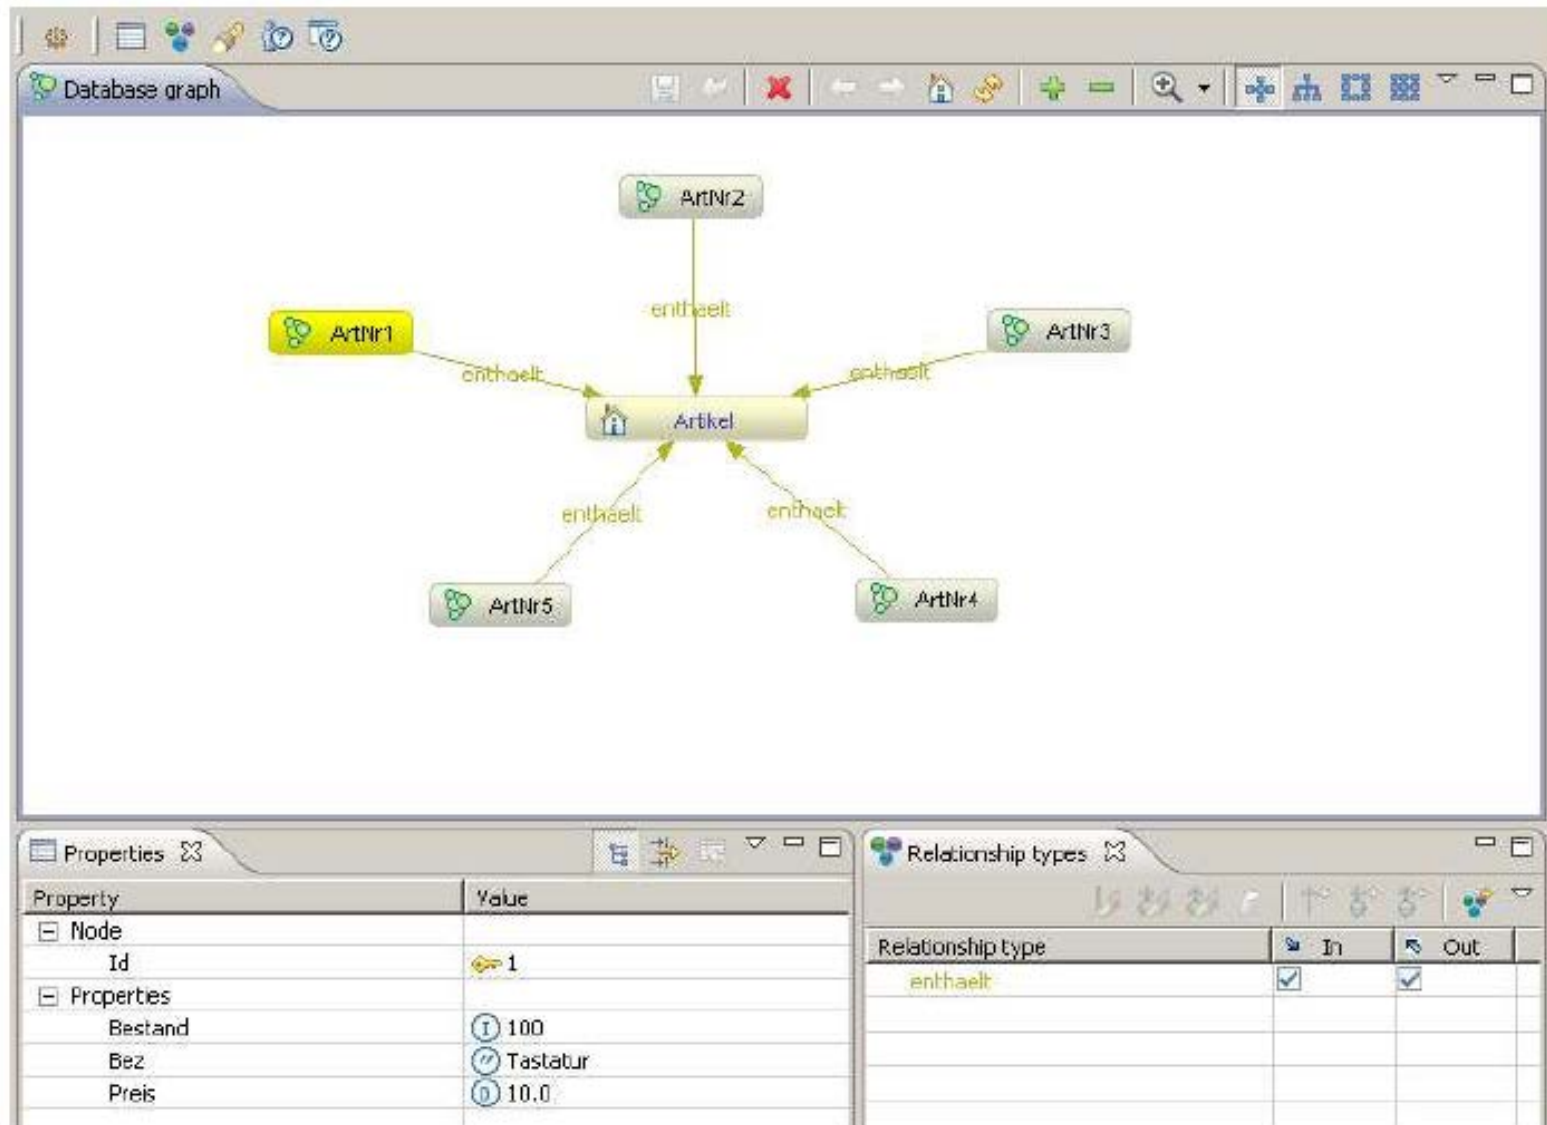 Database graph
ArtNr2
enthaelt
ArtNr1
ArtNr3
enthaelt
enthaelt
Artikel
enthaelt
enthaelt
ArtNr5
ArtNr4
Properties
Relationship types
Property Value
Node
Id 1
Properties
Bestand 100
Bez Tastatur
Preis 10.0
Relationship type In Out
enthaelt